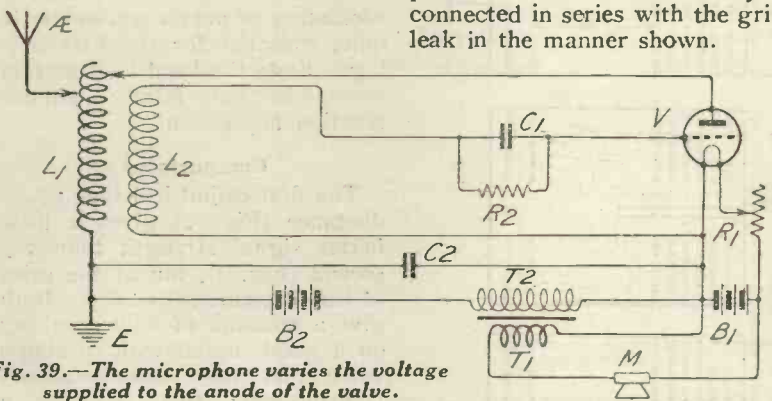 connected in series with the gri
leak in the manner shown.
Æ
L1
L2
C1
V
R2
R1
C2
T2
B2
B1
T1
E
M
ig. 39.—The microphone varies the voltage
supplied to the anode of the valve.